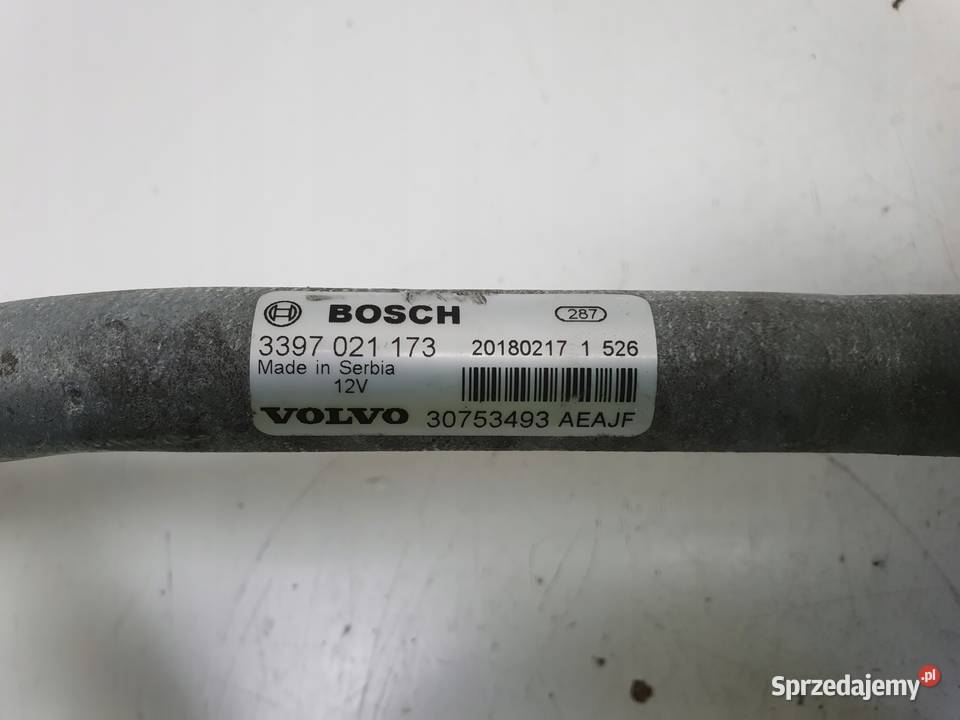 BOSCH 287
3397 021 173 20180217 1 526
Made in Serbia
12V
VOLVO 30753493 AEAJF
Sprzedajemy.pl